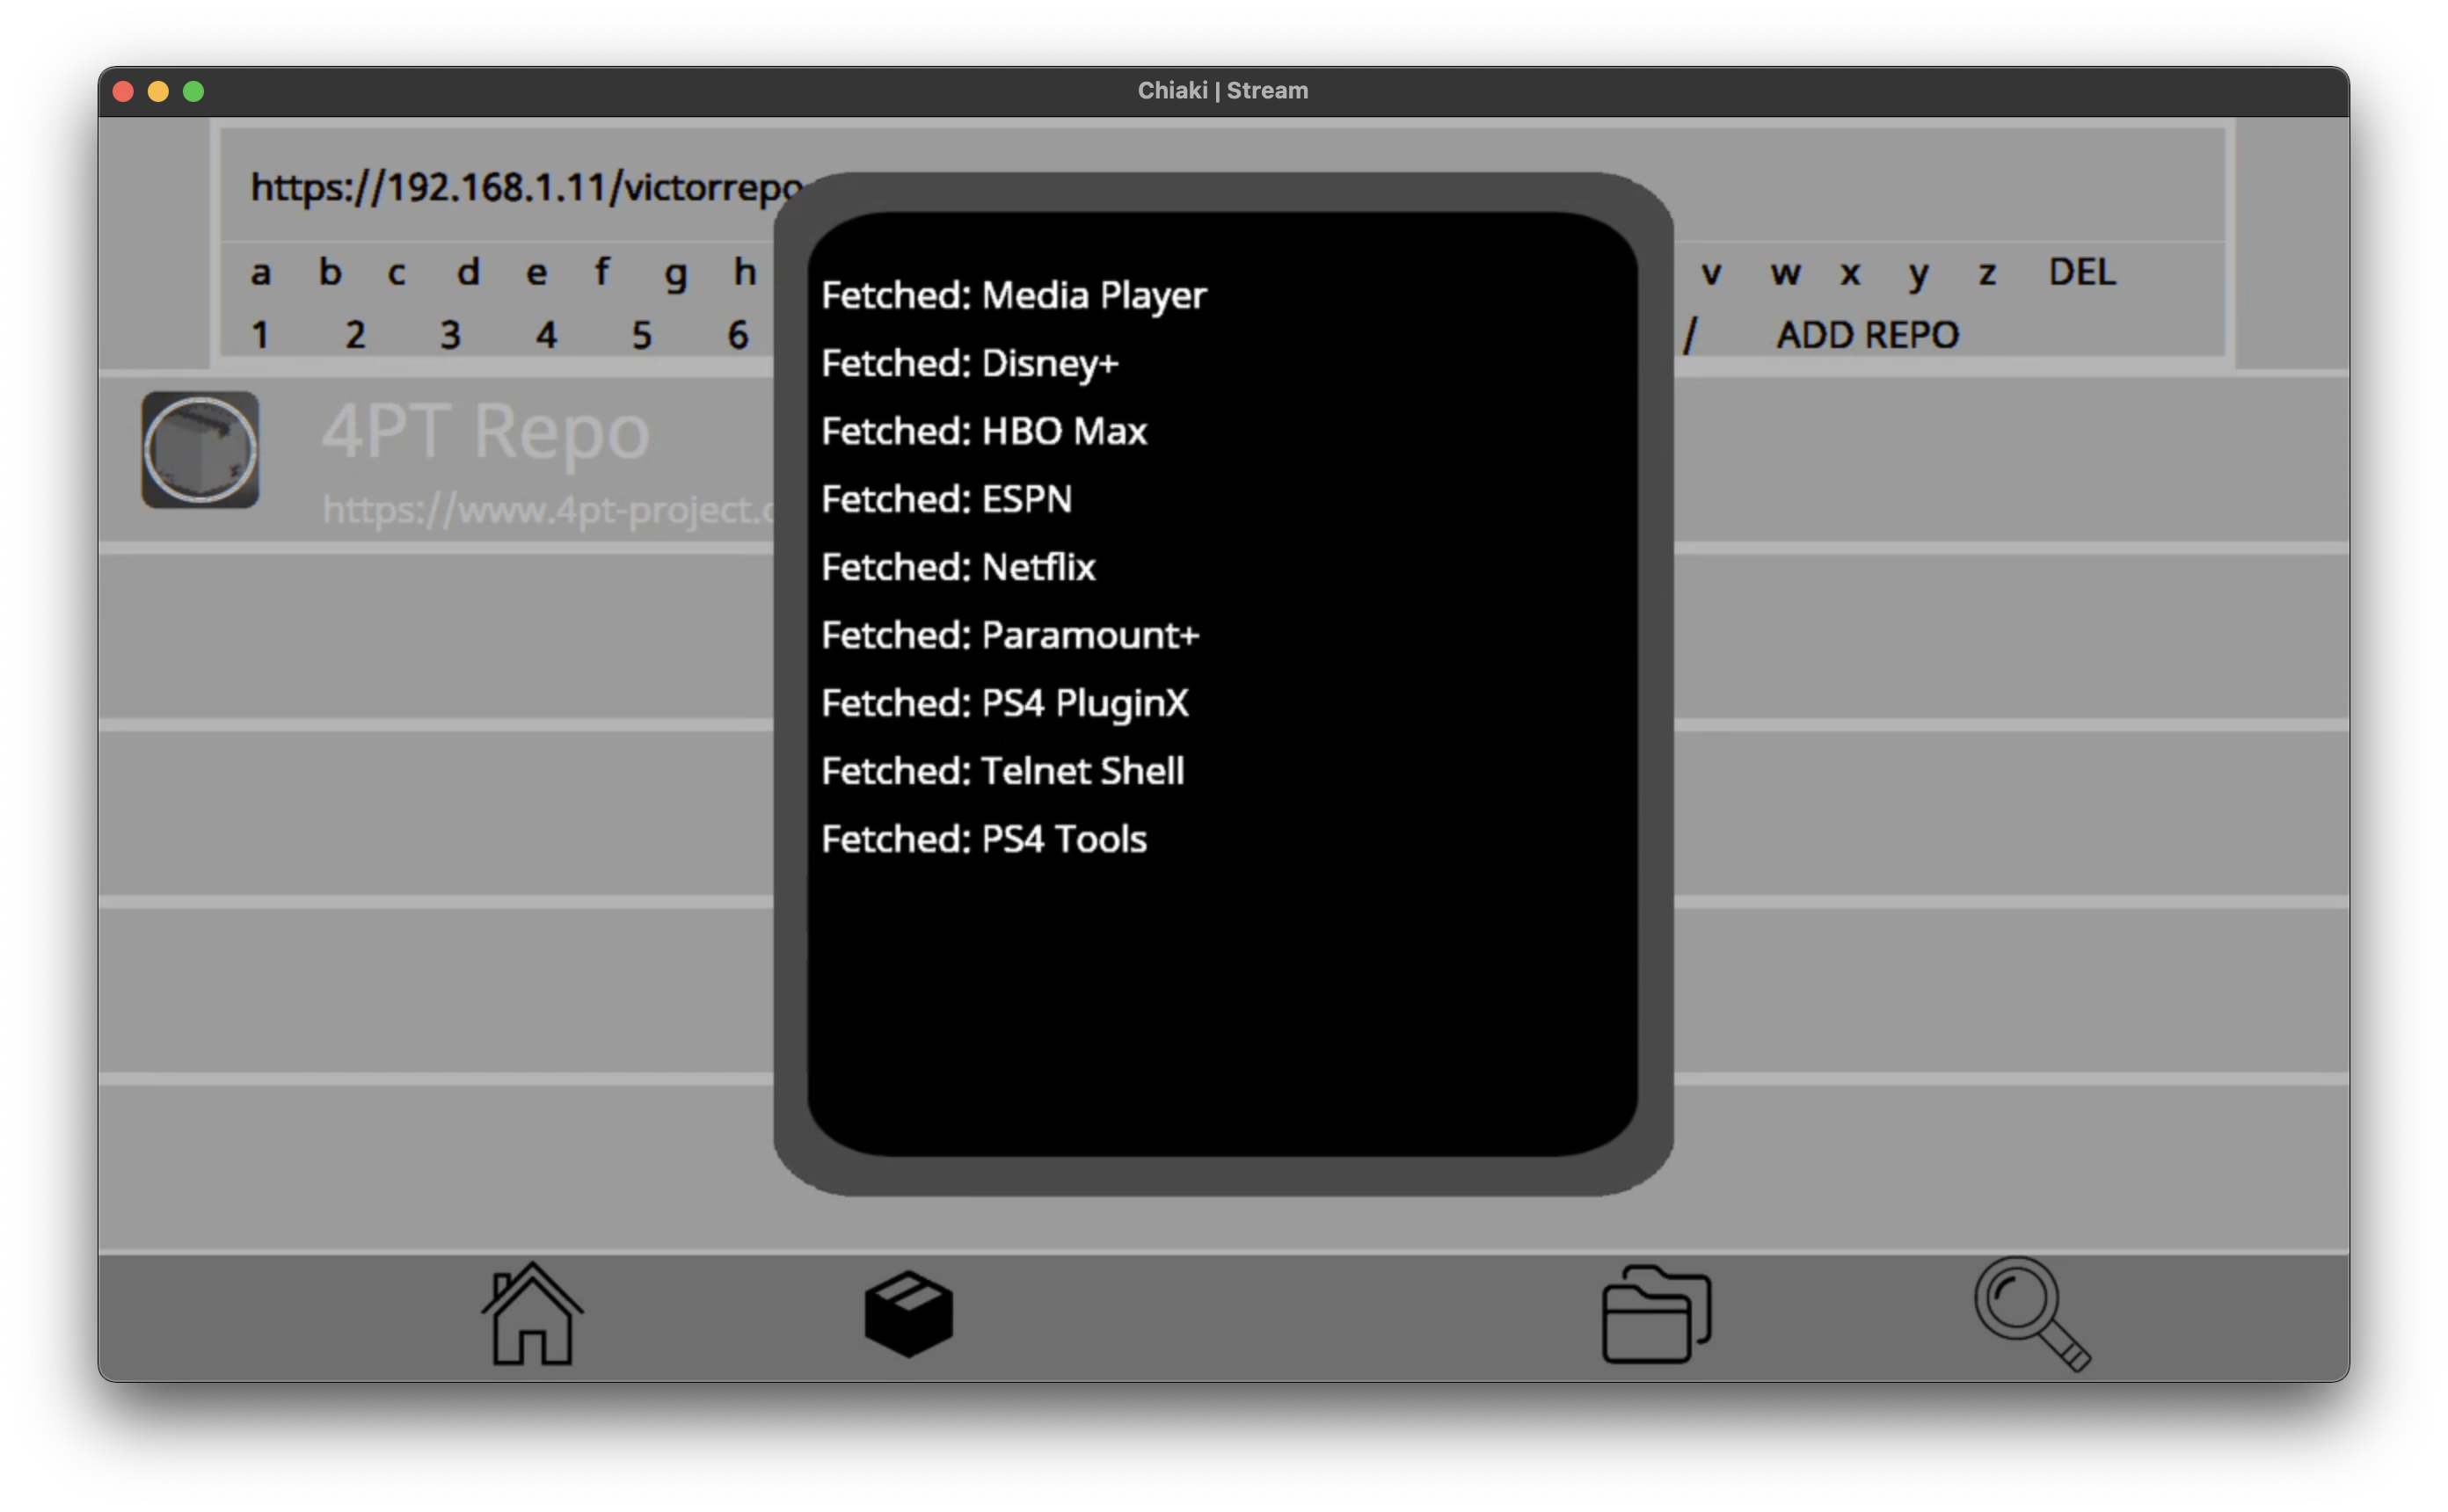 Chiaki | Stream
https://192.168.1.11/victorrepo
a b c d e f g h v w x y z DEL
1 2 3 4 5 6 / ADD REPO
4PT Repo
https://www.4pt-project.c
Fetched: Media Player
Fetched: Disney+
Fetched: HBO Max
Fetched: ESPN
Fetched: Netflix
Fetched: Paramount+
Fetched: PS4 PluginX
Fetched: Telnet Shell
Fetched: PS4 Tools